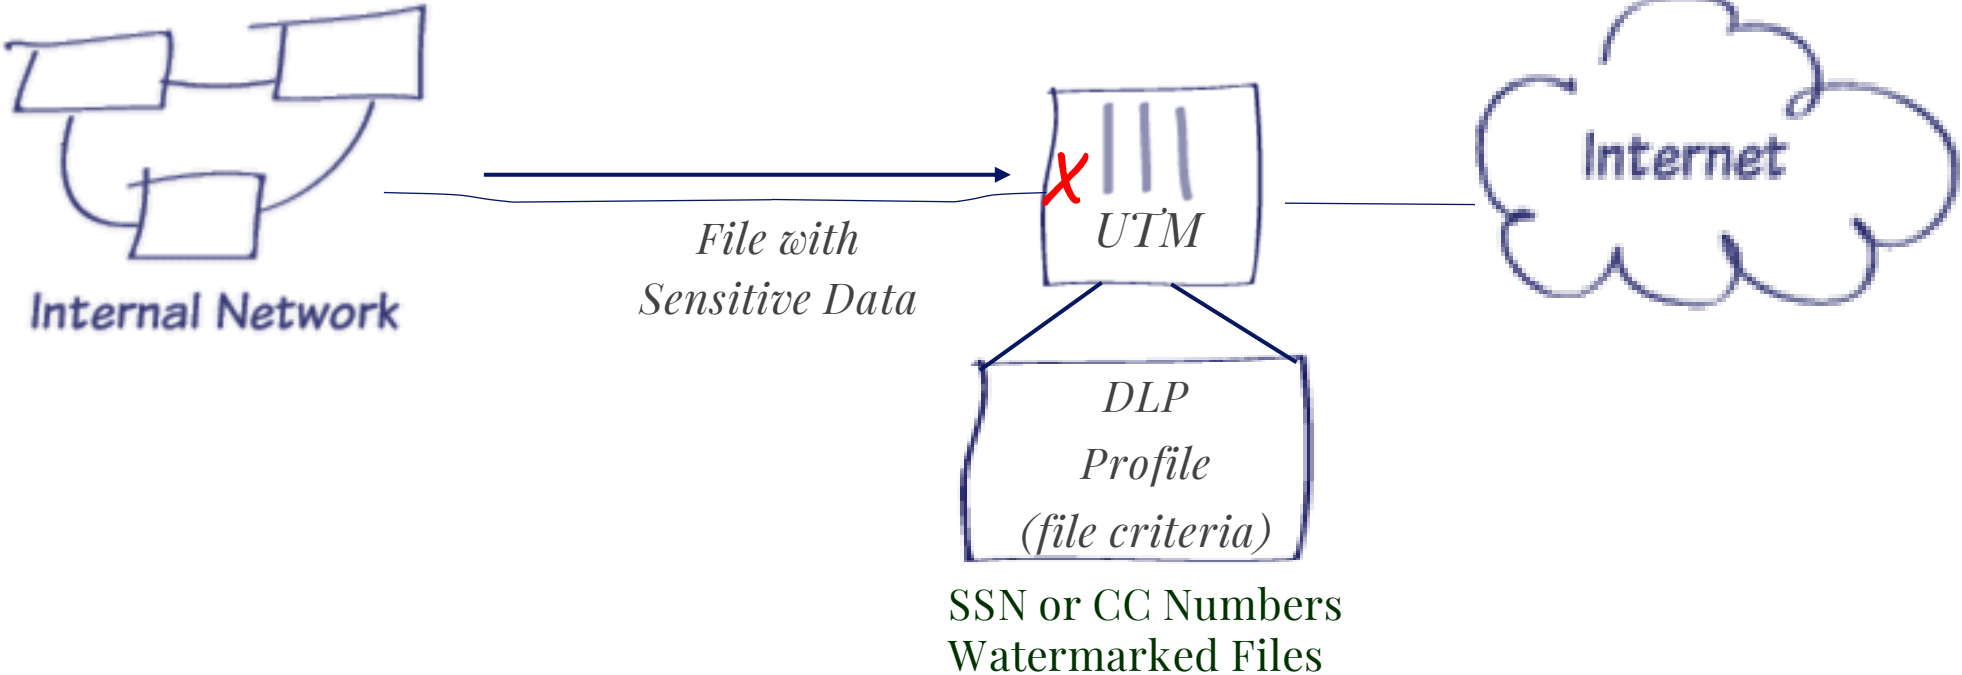 Internet
UTM
File with
Sensitive Data
Internal Network
DLP
Profile
(file criteria)
SSN or CC Numbers
Watermarked Files